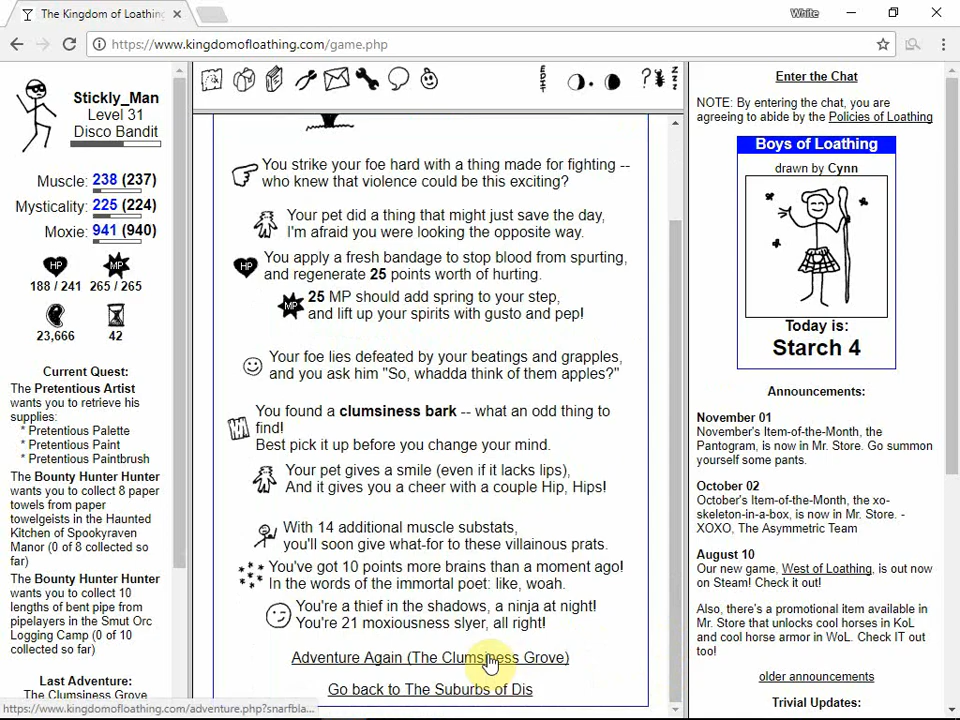 The Kingdom of Loathin
White
https://www.kingdomofloathing.com/game.php
Stickly_Man
Level 31
Disco Bandit
Muscle: 238 (237)
Mysticality: 225 (224)
Moxie: 941 (940)
HP
MP
188 / 241 265 / 265
23,666 42
Current Quest:
The Pretentious Artist
wants you to retrieve his
supplies:
* Pretentious Palette
* Pretentious Paint
* Pretentious Paintbrush
The Bounty Hunter Hunter
wants you to collect 8 paper
towels from paper
towelgeists in the Haunted
Kitchen of Spookyraven
Manor (0 of 8 collected so
far)
The Bounty Hunter Hunter
wants you to collect 10
lengths of bent pipe from
pipelayers in the Smut Orc
Logging Camp (0 of 10
collected so far)
Last Adventure:
The Clumsiness Grove
https://www.kingdomofloathing.com/adventure.php?snarfbla...
EDIT
You strike your foe hard with a thing made for fighting --
who knew that violence could be this exciting?
Your pet did a thing that might just save the day,
I'm afraid you were looking the opposite way.
HP
You apply a fresh bandage to stop blood from spurting,
and regenerate 25 points worth of hurting.
MP
25 MP should add spring to your step,
and lift up your spirits with gusto and pep!
Your foe lies defeated by your beatings and grapples,
and you ask him "So, whadda think of them apples?"
You found a clumsiness bark -- what an odd thing to
find!
Best pick it up before you change your mind.
Your pet gives a smile (even if it lacks lips),
And it gives you a cheer with a couple Hip, Hips!
With 14 additional muscle substats,
you'll soon give what-for to these villainous prats.
You've got 10 points more brains than a moment ago!
In the words of the immortal poet: like, woah.
You're a thief in the shadows, a ninja at night!
You're 21 moxiousness slyer, all right!
Adventure Again (The Clumsiness Grove)
Go back to The Suburbs of Dis
Enter the Chat
NOTE: By entering the chat, you are
agreeing to abide by the Policies of Loathing
Boys of Loathing
drawn by Cynn
Today is:
Starch 4
Announcements:
November 01
November's Item-of-the-Month, the
Pantogram, is now in Mr. Store. Go summon
yourself some pants.
October 02
October's Item-of-the-Month, the xo-
skeleton-in-a-box, is now in Mr. Store. -
XOXO, The Asymmetric Team
August 10
Our new game, West of Loathing, is out now
on Steam! Check it out!
Also, there's a promotional item available in
Mr. Store that unlocks cool horses in KoL
and cool horse armor in WoL. Check IT out
too!
older announcements
Trivial Updates: